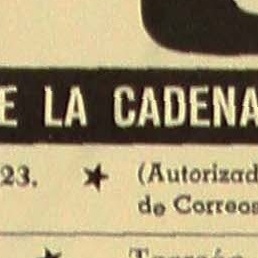 E LA CADENA
23. ★ (Autorizad
de Correos